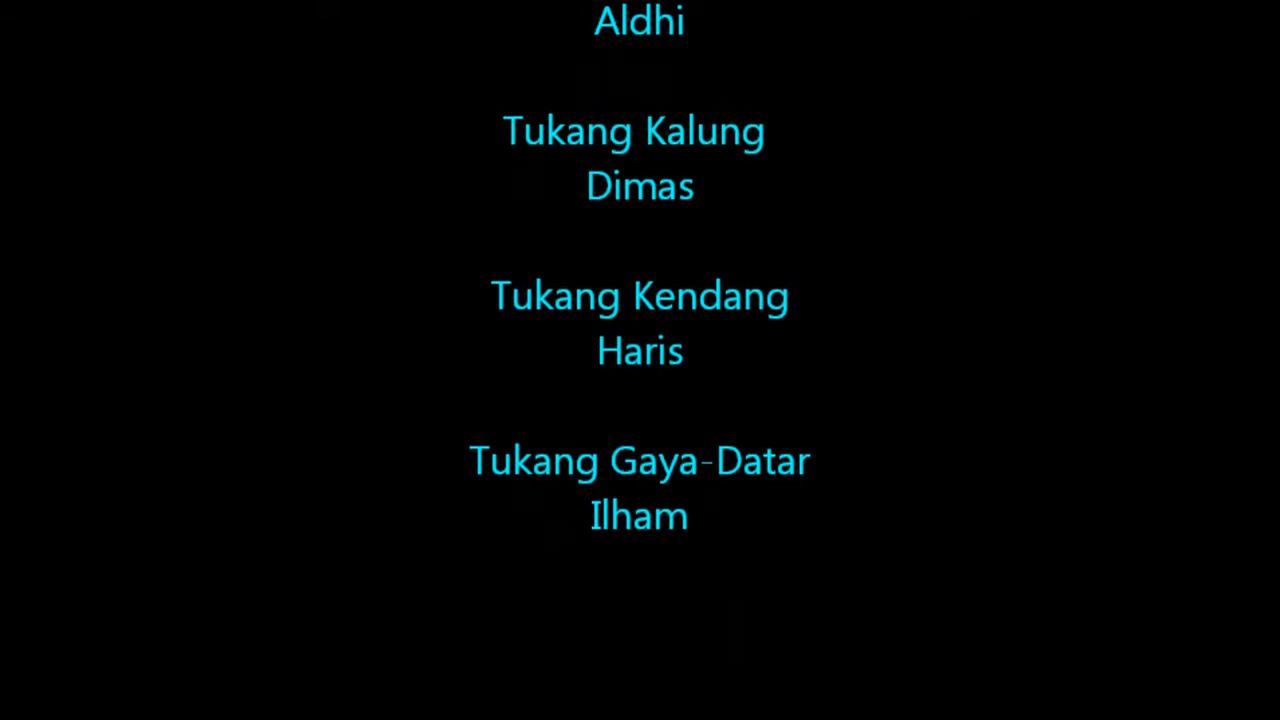 Aldhi
Tukang Kalung
Dimas
Tukang Kendang
Haris
Tukang Gaya-Datar
Ilham